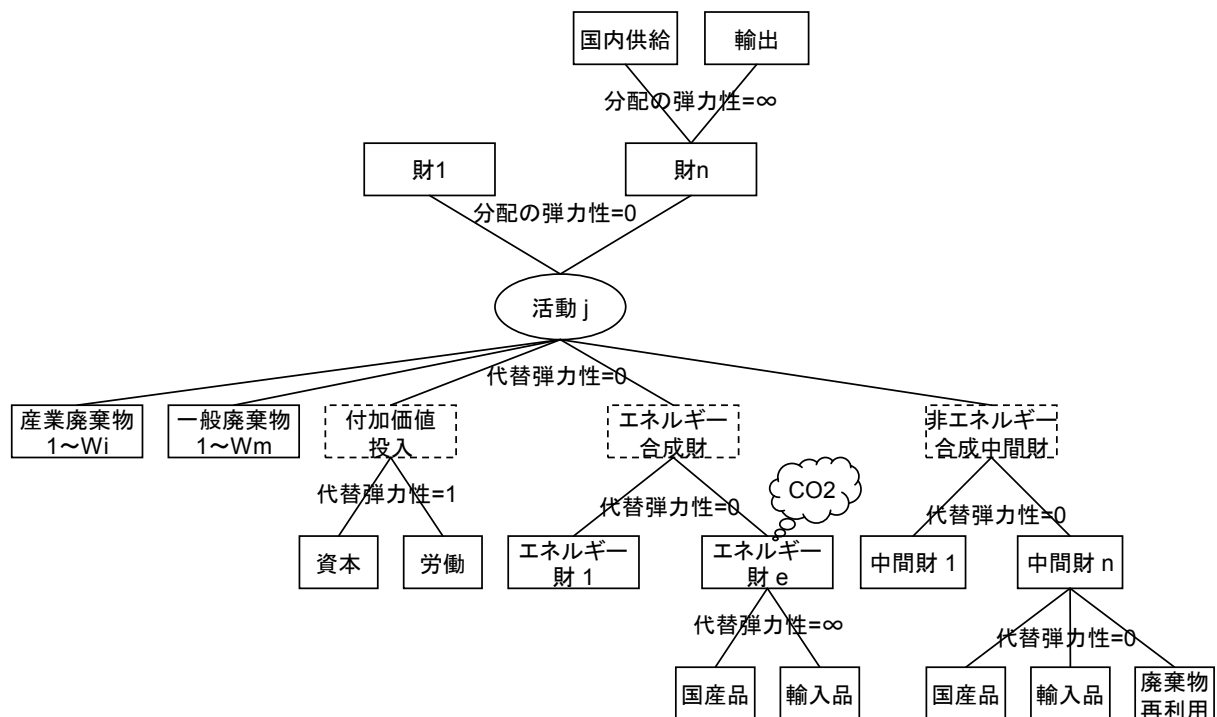 国内供給
輸出
分配の弾力性=∞
財1
財n
分配の弾力性=0
活動 j
代替弾力性=0
産業廃棄物
1～Wi
一般廃棄物
1～Wm
付加価値
投入
エネルギー
合成財
非エネルギー
合成中間財
代替弾力性=1
代替弾力性=0
CO2
代替弾力性=0
資本
労働
エネルギー
財 1
エネルギー
財 e
中間財 1
中間財 n
代替弾力性=∞
代替弾力性=0
国産品
輸入品
国産品
輸入品
廃棄物
再利用